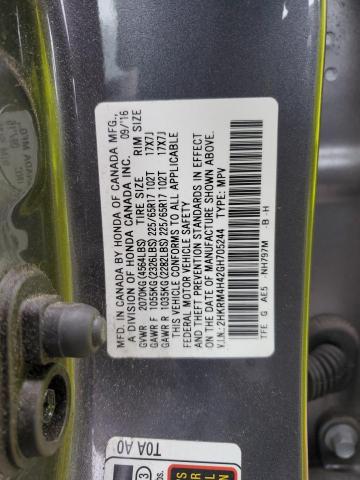 MFD. IN CANADA BY HONDA OF CANADA MFG.,
A DIVISION OF HONDA CANADA INC. 09/'16
TIRE SIZE RIM SIZE
GVWR 2070KG(4564LBS)
GAWR F 1055KG(2326LBS) 225/65R17 102T 17X7J
GAWR R 1035KG(2282LBS) 225/65R17 102T 17X7J
THIS VEHICLE CONFORMS TO ALL APPLICABLE
FEDERAL MOTOR VEHICLE SAFETY
AND THEFT PREVENTION STANDARDS IN EFFECT
ON THE DATE OF MANUFACTURE SHOWN ABOVE.
V.I.N.:2HKRM4H42GH705244 TYPE: MPV
TFE G AE5 NH797M -B -H
TOA A0